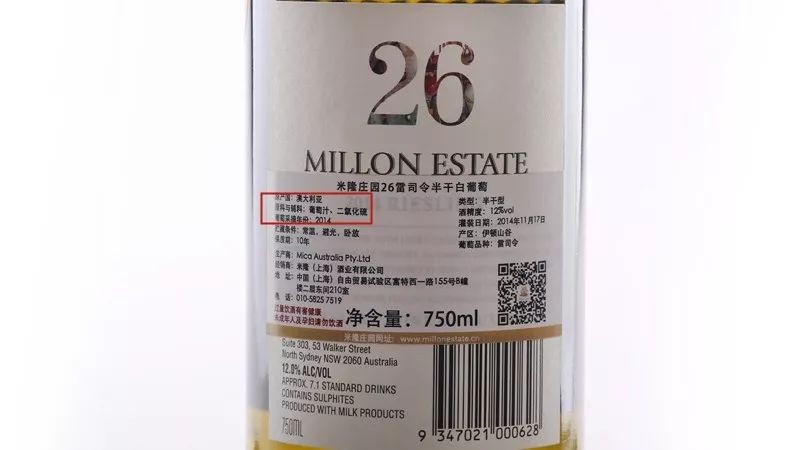 26
MILLON ESTATE
米隆庄园26雷司令半干白葡萄
原产国：澳大利亚
类型：半干型
原料与辅料：葡萄汁、二氧化硫
酒精度：12%vol
葡萄采摘年份：2014
灌装日期：2014年11月17日
贮藏条件：常温，避光，卧放
产区：伊顿山谷
保质期：10年
葡萄品种：雷司令
生产商：Mica Australia Pty.Ltd
经销商：米隆（上海）酒业有限公司
地 址：中国（上海）自由贸易试验区富特西一路155号B幢
楼二层东间210室
电 话：010-5825 7519
过量饮酒有害健康
未成年人及孕妇请勿饮酒
净含量：750ml
米隆庄园网址：www.millonestate.cn
Suite 303, 53 Walker Street
North Sydney NSW 2060 Australia
12.0% ALC/VOL
APPROX. 7.1 STANDARD DRINKS
CONTAINS SULPHITES
PRODUCED WITH MILK PRODUCTS
750ML
9 347021 000628